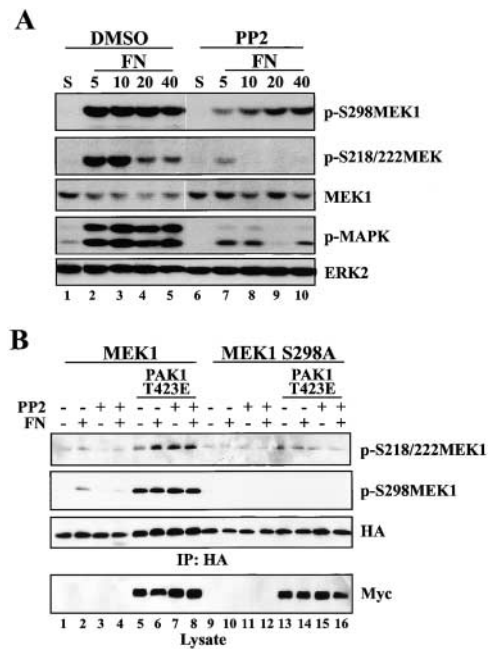 A
DMSO PP2
FN FN
S 5 10 20 40 S 5 10 20 40
p-S298MEK1
p-S218/222MEK
MEK1
p-MAPK
ERK2
1 2 3 4 5 6 7 8 9 10
B
MEK1 MEK1 S298A
PAK1 PAK1
T423E T423E
PP2 - - + + - - + + - - + + - - + +
FN - + - + - + - + - + - + - + - +
p-S218/222MEK1
p-S298MEK1
HA
IP: HA
Myc
1 2 3 4 5 6 7 8 9 10 11 12 13 14 15 16
Lysate